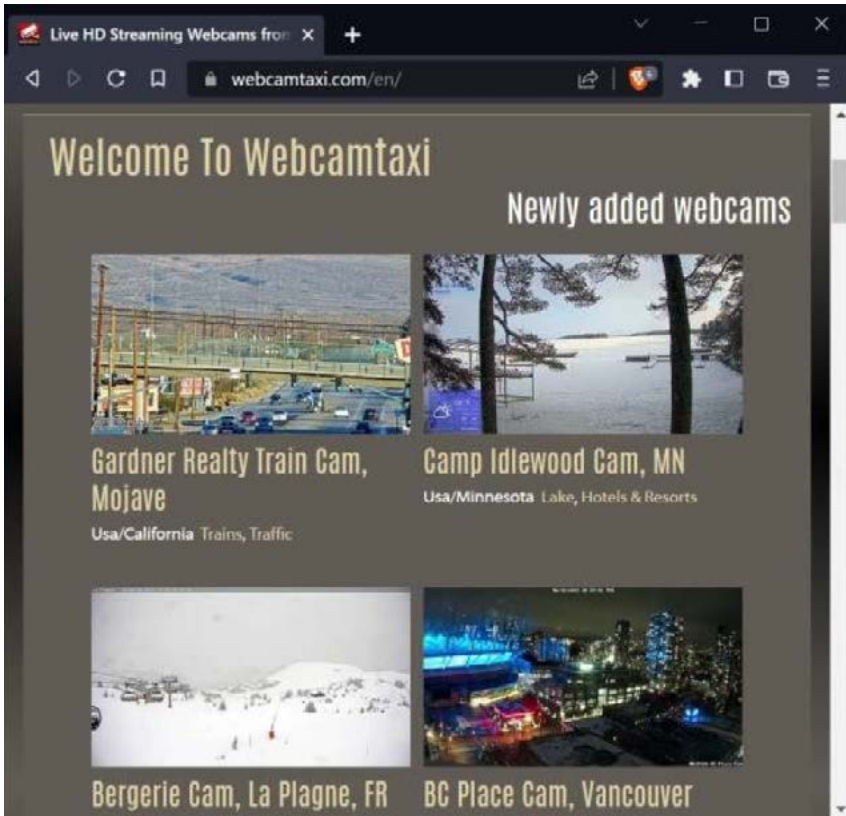 Live HD Streaming Webcams from
webcamtaxi.com/en/
Welcome To Webcamtaxi
Newly added webcams
Gardner Realty Train Cam,
Mojave
Usa/California Trains, Traffic
Camp Idlewood Cam, MN
Usa/Minnesota Lake, Hotels & Resorts
Bergerie Cam, La Plagne, FR
BC Place Cam, Vancouver